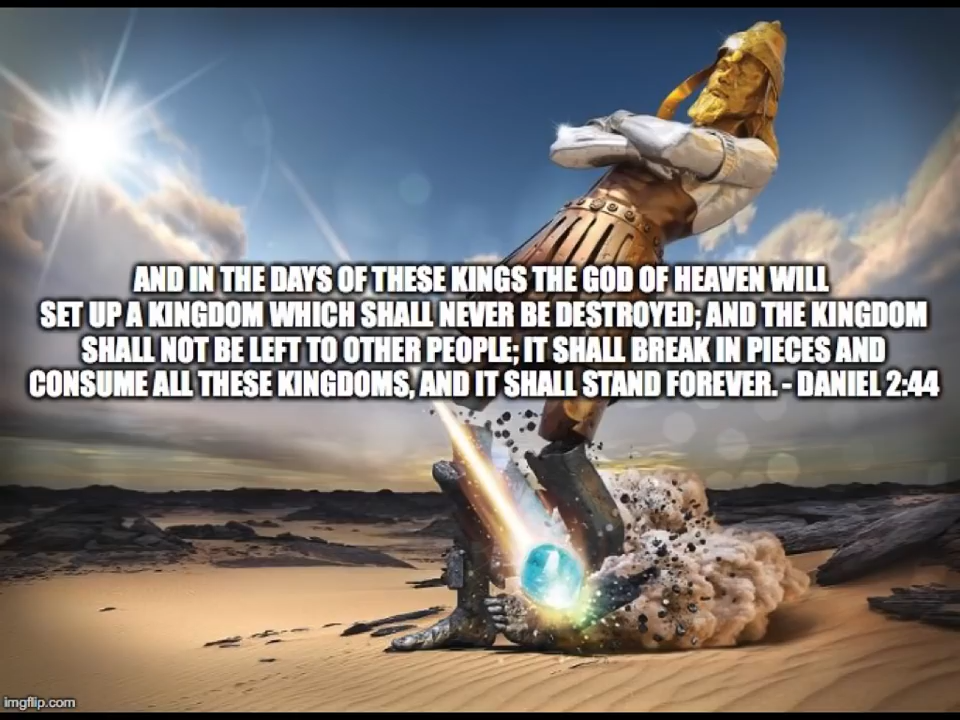 AND IN THE DAYS OF THESE KINGS THE GOD OF HEAVEN WILL
SET UP A KINGDOM WHICH SHALL NEVER BE DESTROYED; AND THE KINGDOM
SHALL NOT BE LEFT TO OTHER PEOPLE; IT SHALL BREAK IN PIECES AND
CONSUME ALL THESE KINGDOMS, AND IT SHALL STAND FOREVER. - DANIEL 2:44
imgflip.com